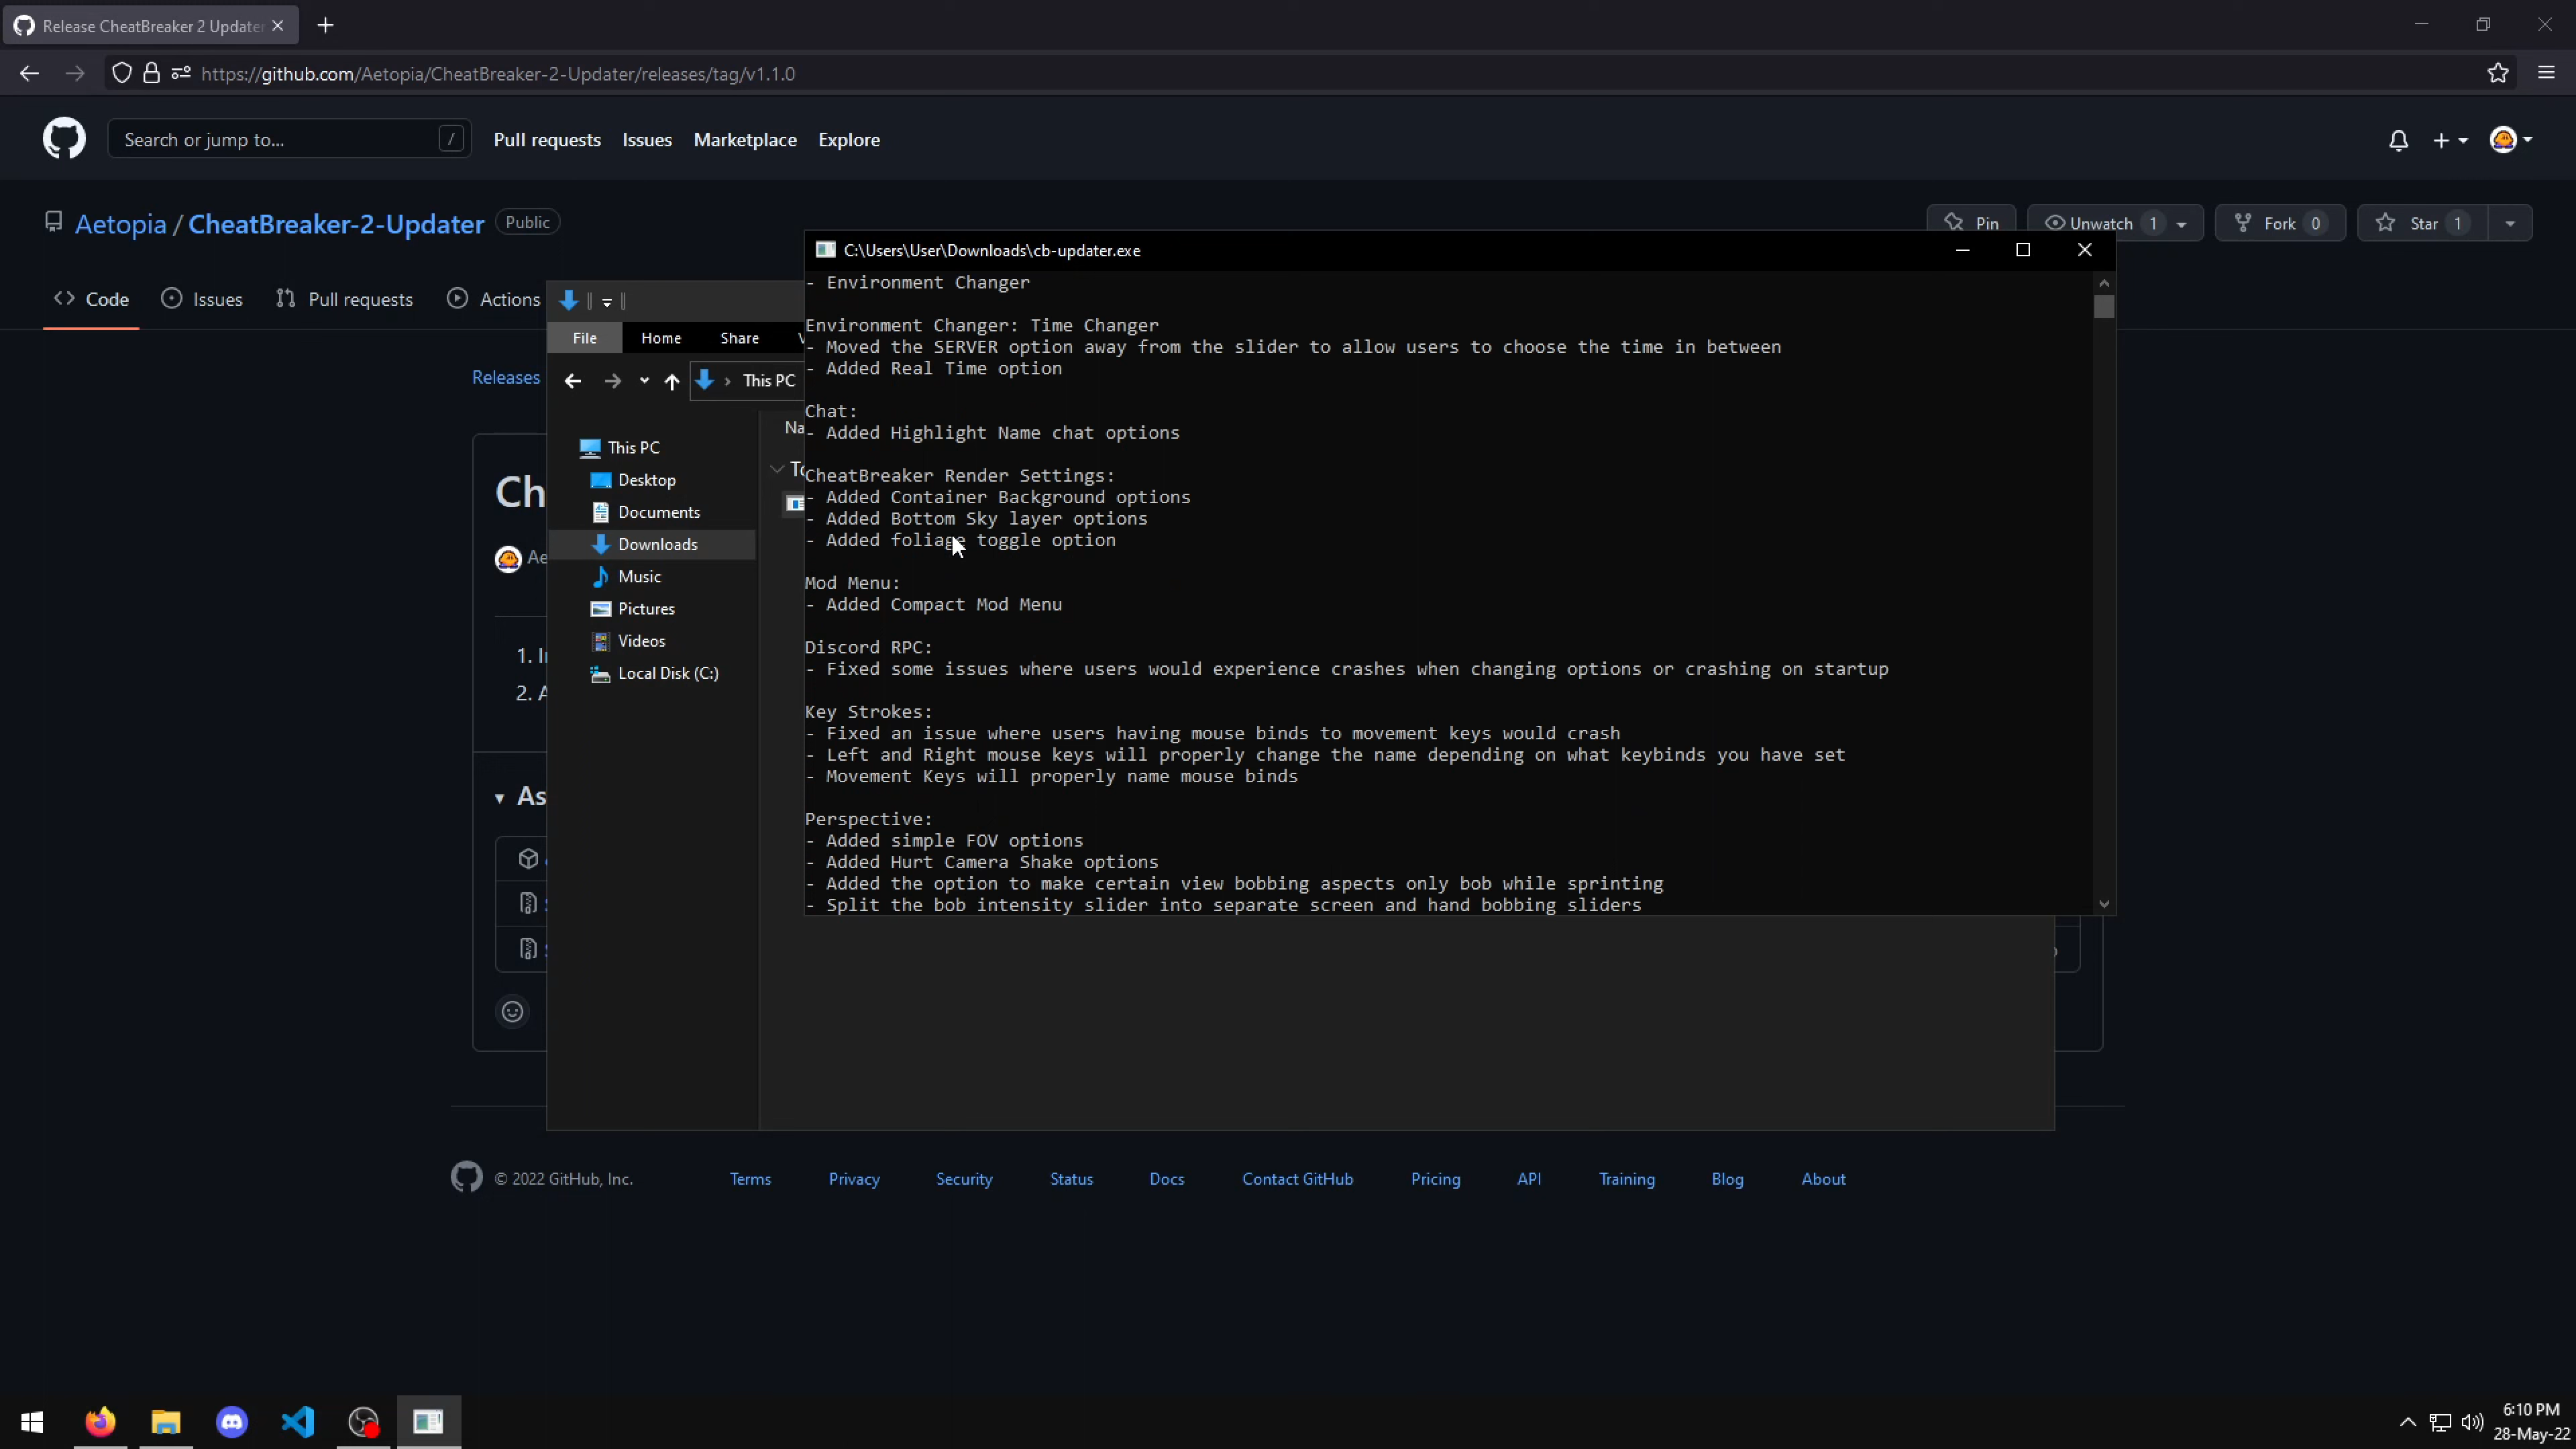 Release CheatBreaker 2 Updater
https://github.com/Aetopia/CheatBreaker-2-Updater/releases/tag/v1.1.0
Search or jump to... /
Pull requests
Issues
Marketplace
Explore
Aetopia / CheatBreaker-2-Updater
Public
Pin
Unwatch 1
Fork 0
Star 1
Code
Issues
Pull requests
Actions
Releases
C:\Users\User\Downloads\cb-updater.exe
- Environment Changer
Environment Changer: Time Changer
- Moved the SERVER option away from the slider to allow users to choose the time in between
- Added Real Time option
Chat:
- Added Highlight Name chat options
CheatBreaker Render Settings:
- Added Container Background options
- Added Bottom Sky layer options
- Added foliage toggle option
Mod Menu:
- Added Compact Mod Menu
Discord RPC:
- Fixed some issues where users would experience crashes when changing options or crashing on startup
Key Strokes:
- Fixed an issue where users having mouse binds to movement keys would crash
- Left and Right mouse keys will properly change the name depending on what keybinds you have set
- Movement Keys will properly name mouse binds
Perspective:
- Added simple FOV options
- Added Hurt Camera Shake options
- Added the option to make certain view bobbing aspects only bob while sprinting
- Split the bob intensity slider into separate screen and hand bobbing sliders
File
Home
Share
This PC
This PC
Desktop
Documents
Downloads
Music
Pictures
Videos
Local Disk (C:)
Ch
Ae
1.
2.
As
© 2022 GitHub, Inc.
Terms
Privacy
Security
Status
Docs
Contact GitHub
Pricing
API
Training
Blog
About
6:10 PM
28-May-22